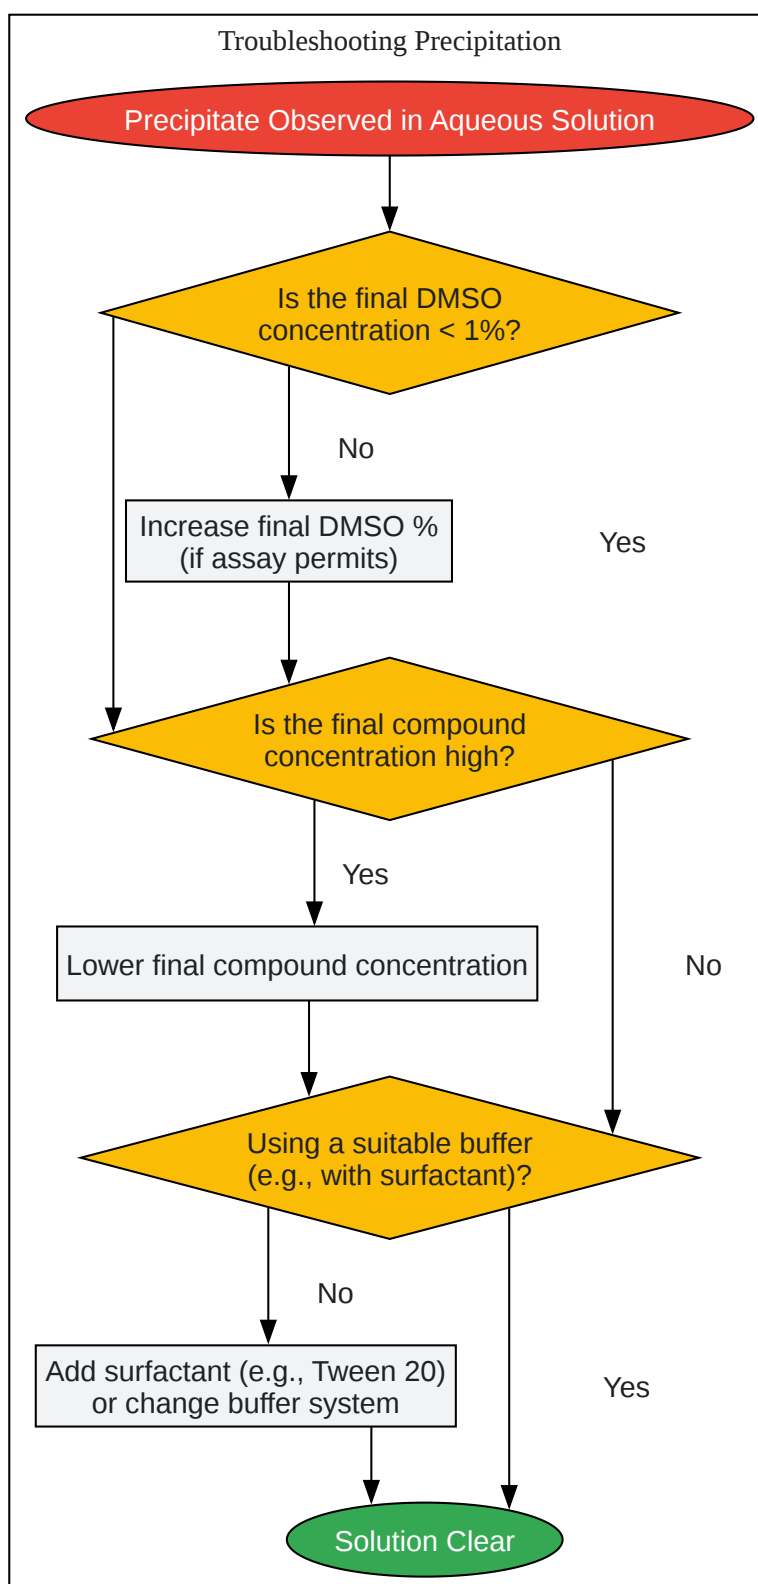 Troubleshooting Precipitation
Precipitate Observed in Aqueous Solution
Is the final DMSO
concentration < 1%?
No
Increase final DMSO %
(if assay permits)
Yes
Is the final compound
concentration high?
Yes
Lower final compound concentration
No
Using a suitable buffer
(e.g., with surfactant)?
No
Add surfactant (e.g., Tween 20)
or change buffer system
Yes
Solution Clear